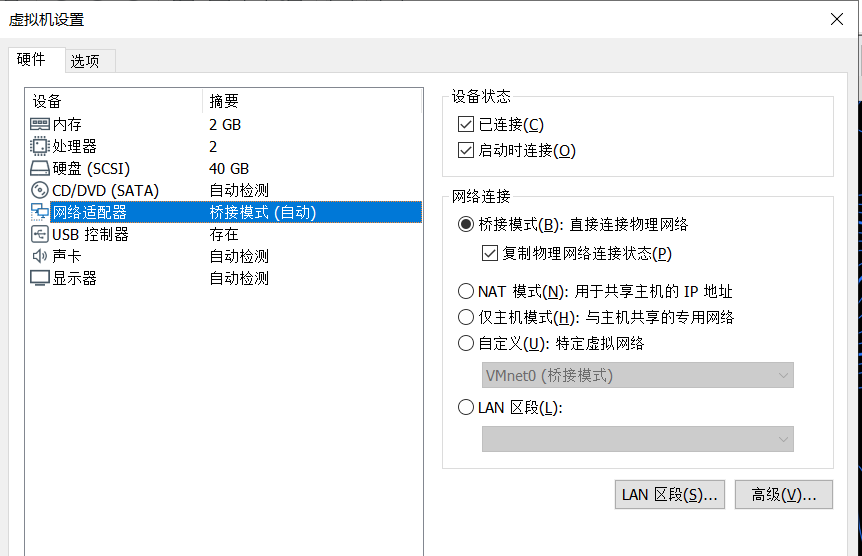 虚拟机设置
硬件
选项
设备 摘要
内存 2 GB
处理器 2
硬盘 (SCSI) 40 GB
CD/DVD (SATA) 自动检测
网络适配器 桥接模式 (自动)
USB 控制器 存在
声卡 自动检测
显示器 自动检测
设备状态
已连接(C)
启动时连接(O)
网络连接
桥接模式(B): 直接连接物理网络
复制物理网络连接状态(P)
NAT 模式(N): 用于共享主机的 IP 地址
仅主机模式(H): 与主机共享的专用网络
自定义(U): 特定虚拟网络
VMnet0 (桥接模式)
LAN 区段(L):
LAN 区段(S)... 高级(V)...